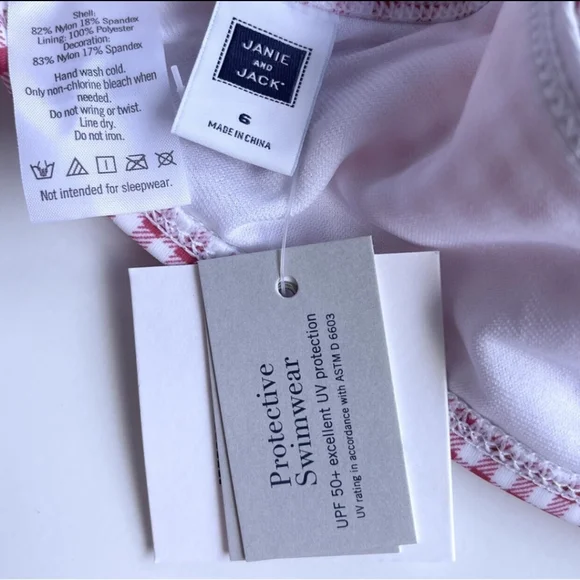 Shell:
82% Nylon 18% Spandex
Lining: 100% Polyester
Decoration:
83% Nylon 17% Spandex
Hand wash cold.
Only non-chlorine bleach when
needed.
Do not wring or twist.
Line dry.
Do not iron.
Not intended for sleepwear.
JANIE
AND
JACK
6
MADE IN CHINA
Protective
Swimwear
UPF 50+ excellent UV protection
UV rating in accordance with ASTM D 6603